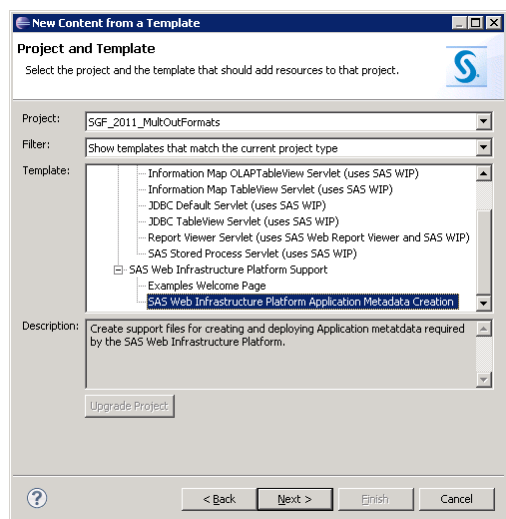 New Content from a Template
Project and Template
Select the project and the template that should add resources to that project.
Project:
SGF_2011_MultOutFormats
Filter:
Show templates that match the current project type
Template:
Information Map OLAPTableView Servlet (uses SAS WIP)
Information Map TableView Servlet (uses SAS WIP)
JDBC Default Servlet (uses SAS WIP)
JDBC TableView Servlet (uses SAS WIP)
Report Viewer Servlet (uses SAS Web Report Viewer and SAS WIP)
SAS Stored Process Servlet (uses SAS WIP)
SAS Web Infrastructure Platform Support
Examples Welcome Page
SAS Web Infrastructure Platform Application Metadata Creation
Description:
Create support files for creating and deploying Application metatdata required
by the SAS Web Infrastructure Platform.
Upgrade Project
?
< Back
Next >
Finish
Cancel